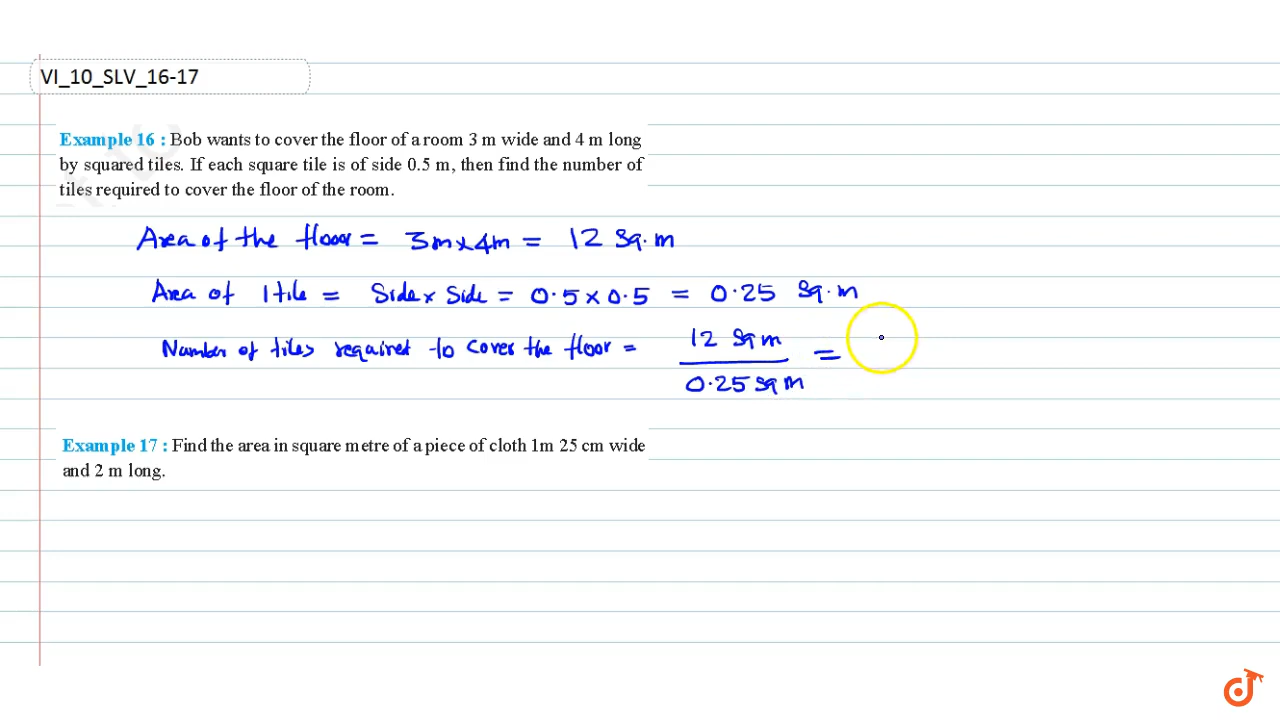 VI_10_SLV_16-17
Example 16 : Bob wants to cover the floor of a room 3 m wide and 4 m long
by squared tiles. If each square tile is of side 0.5 m, then find the number of
tiles required to cover the floor of the room.
Area of the floor = 3m × 4m = 12 Sq.m
Area of 1 tile = Side × Side = 0.5 × 0.5 = 0.25 Sq.m
Number of tiles required to cover the floor = 12 Sq m / 0.25 Sq m =
Example 17 : Find the area in square metre of a piece of cloth 1m 25 cm wide
and 2 m long.